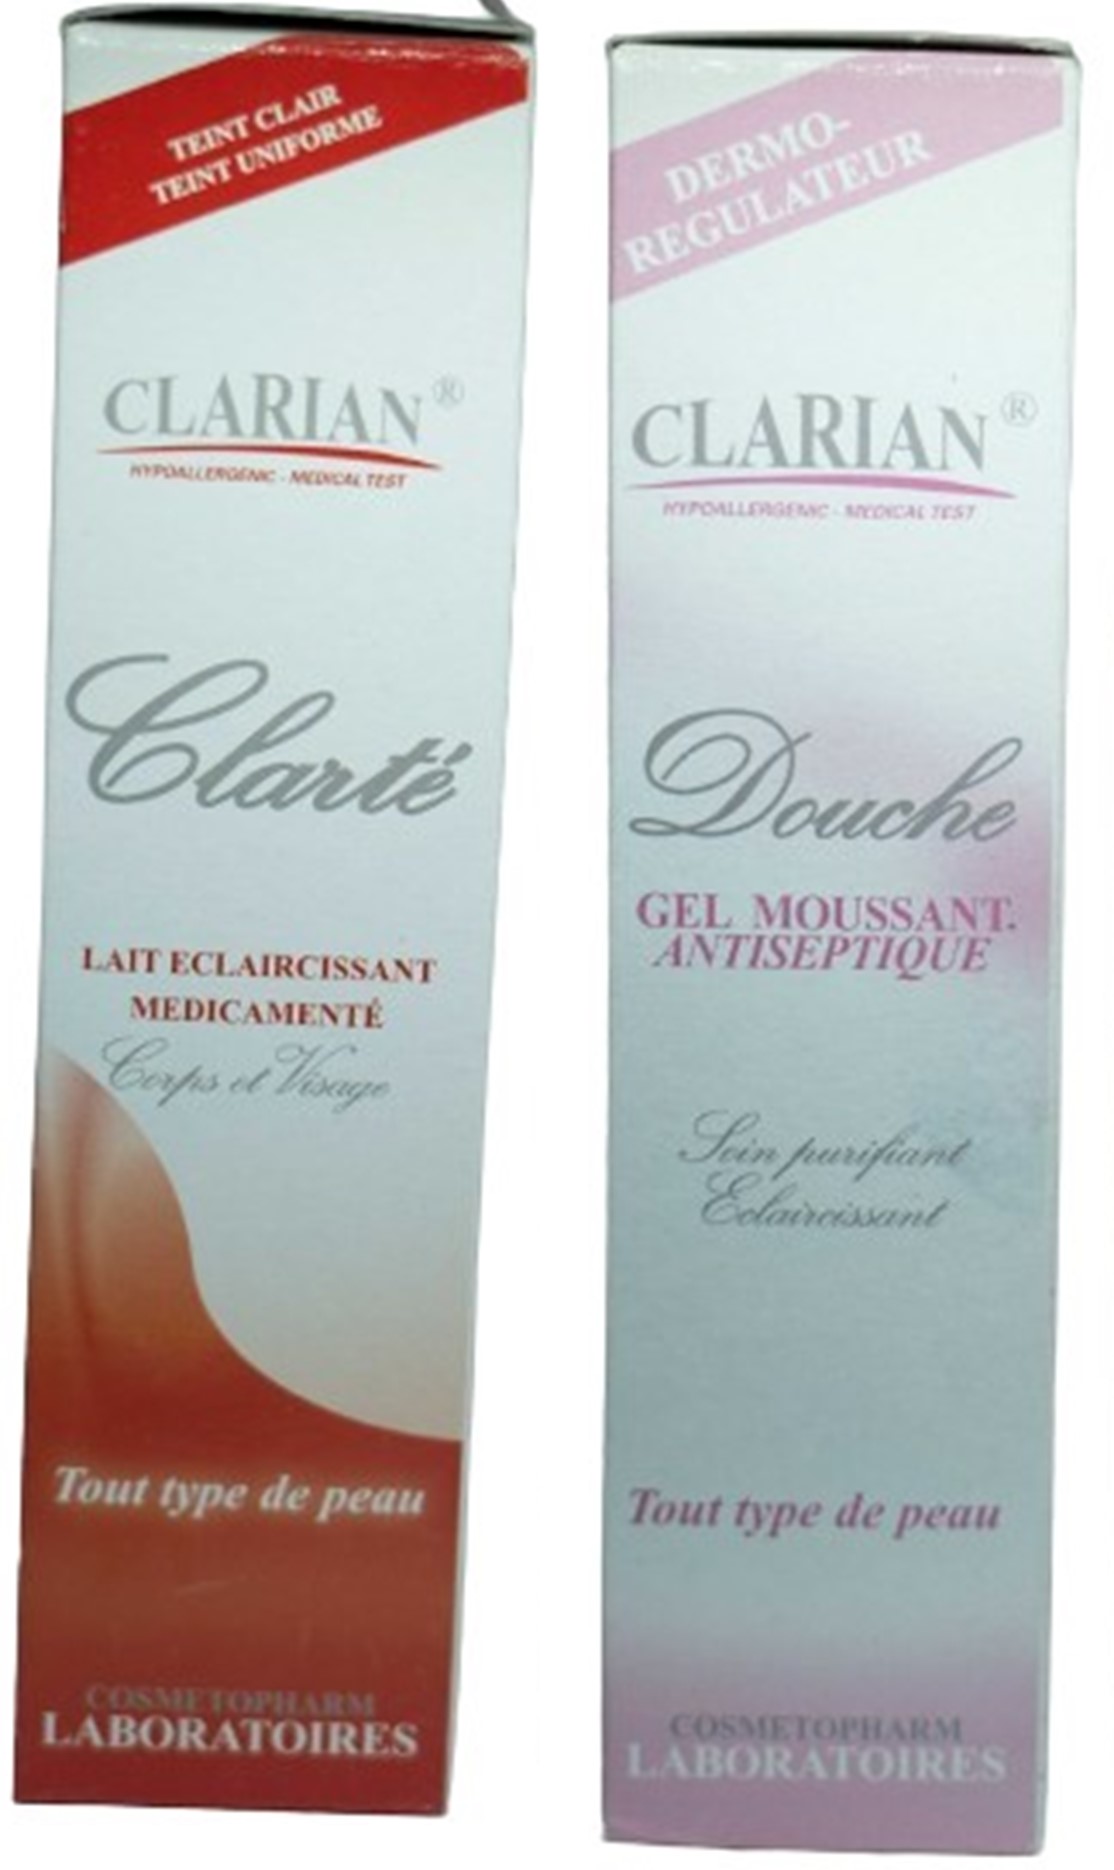 TEINT CLAIR
TEINT UNIFORME
CLARIAN®
HYPOALLERGENIC - MEDICAL TEST
Clarté
LAIT ECLAIRCISSANT
MEDICAMENTÉ
Corps et Visage
Tout type de peau
COSMETOPHARM
LABORATOIRES
DERMO-
REGULATEUR
CLARIAN®
HYPOALLERGENIC - MEDICAL TEST
Douche
GEL MOUSSANT
ANTISEPTIQUE
Soin purifiant
Eclaircissant
Tout type de peau
COSMETOPHARM
LABORATOIRES